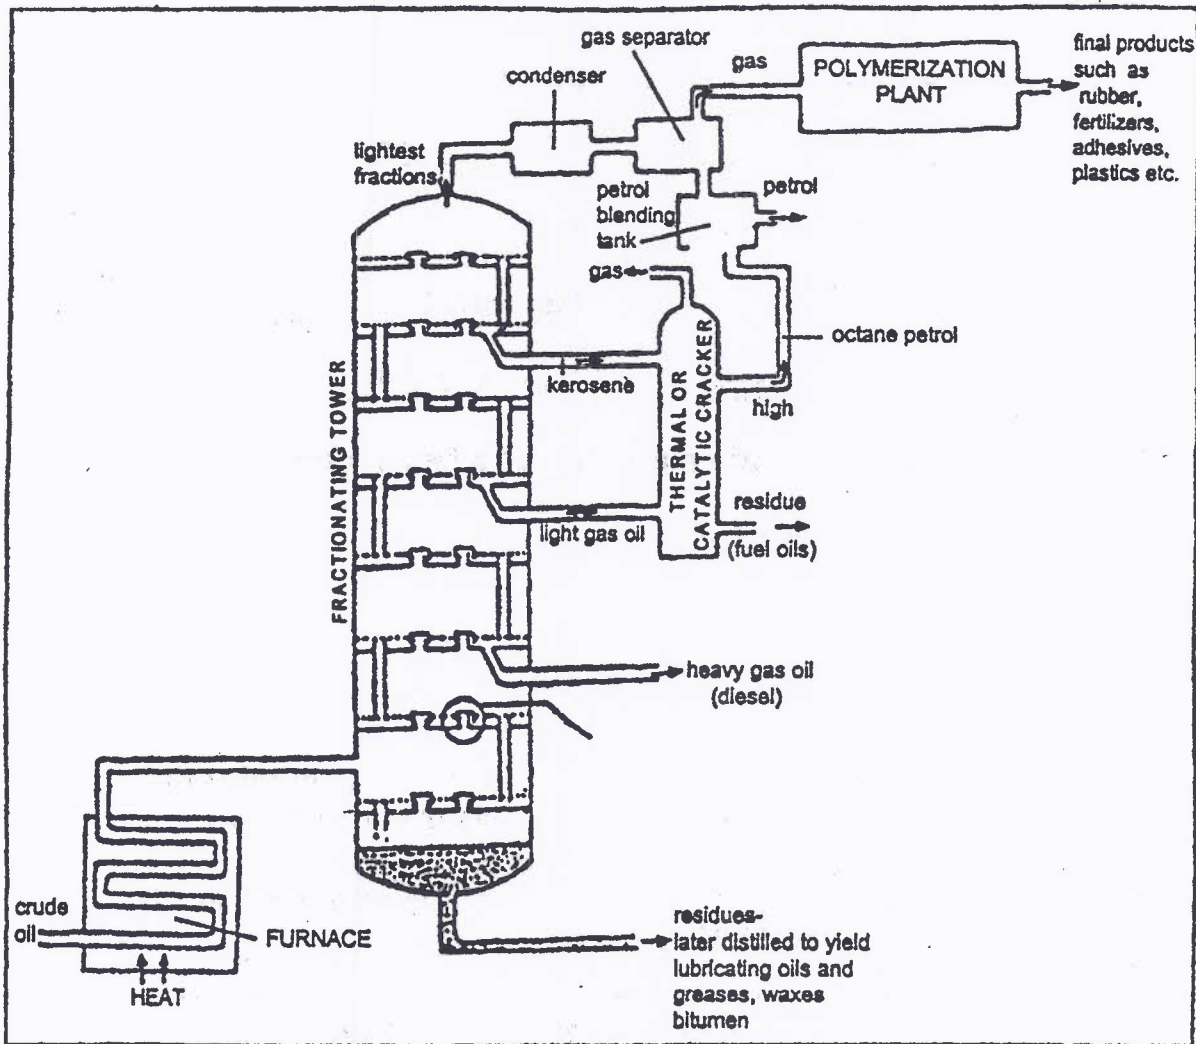 gas separator
condenser
gas
POLYMERIZATION
PLANT
final products
such as
rubber,
fertilizers,
adhesives,
plastics etc.
lightest
fractions
petrol
blending
tank
petrol
gas
octane petrol
kerosene
high
THERMAL OR
CATALYTIC CRACKER
FRACTIONATING TOWER
light gas oil
residue
(fuel oils)
heavy gas oil
(diesel)
crude
oil
FURNACE
HEAT
residues-
later distilled to yield
lubricating oils and
greases, waxes
bitumen